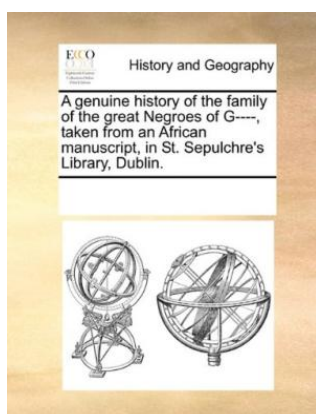 ECCO
History and Geography
A genuine history of the family
of the great Negroes of G----,
taken from an African
manuscript, in St. Sepulchre's
Library, Dublin.